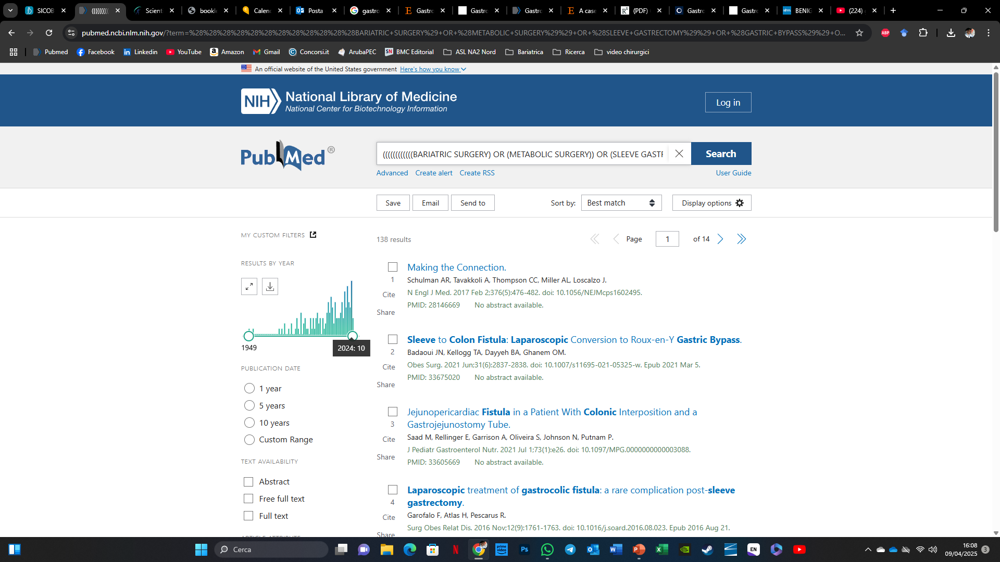 SICOB
((((((((((
Scient
bookle
Calend
Posta
gastro
Gastro
Gastro
Gastro
A case
(PDF)
Gastro
Gastro
BENIG
(224)
pubmed.ncbi.nlm.nih.gov/?term=%28%28%28%28%28%28%28%28%28%28%28%28BARIATRIC+SURGERY%29+OR+%28METABOLIC+SURGERY%29%29+OR+%28SLEEVE+GASTRECTOMY%29%29+OR+%28GASTRIC+BYPASS%29%29+O...
ABP
Pubmed
Facebook
Linkedin
YouTube
Amazon
Gmail
Concorsi.it
ArubaPEC
BMC Editorial
ASL NA2 Nord
Bariatrica
Ricerca
video chirurgici
An official website of the United States government Here's how you know
NIH National Library of Medicine
National Center for Biotechnology Information
Log in
PubMed®
((((((((((((BARIATRIC SURGERY) OR (METABOLIC SURGERY)) OR (SLEEVE GASTR
Search
Advanced Create alert Create RSS
User Guide
Save
Email
Send to
Sort by: Best match
Display options
MY CUSTOM FILTERS
138 results
Page 1 of 14
RESULTS BY YEAR
1949
2024: 10
PUBLICATION DATE
1 year
5 years
10 years
Custom Range
TEXT AVAILABILITY
Abstract
Free full text
Full text
ARTICLE ATTRIBUTE
Making the Connection.
1
Schulman AR, Tavakkoli A, Thompson CC, Miller AL, Loscalzo J.
Cite
N Engl J Med. 2017 Feb 2;376(5):476-482. doi: 10.1056/NEJMcps1602495.
PMID: 28146669 No abstract available.
Share
Sleeve to Colon Fistula: Laparoscopic Conversion to Roux-en-Y Gastric Bypass.
2
Badaoui JN, Kellogg TA, Dayyeh BA, Ghanem OM.
Cite
Obes Surg. 2021 Jun;31(6):2837-2838. doi: 10.1007/s11695-021-05325-w. Epub 2021 Mar 5.
PMID: 33675020 No abstract available.
Share
Jejunopericardiac Fistula in a Patient With Colonic Interposition and a
Gastrojejunostomy Tube.
3
Saad M, Rellinger E, Garrison A, Oliveira S, Johnson N, Putnam P.
Cite
J Pediatr Gastroenterol Nutr. 2021 Jul 1;73(1):e26. doi: 10.1097/MPG.0000000000003088.
PMID: 33605669 No abstract available.
Share
Laparoscopic treatment of gastrocolic fistula: a rare complication post-sleeve
gastrectomy.
4
Garofalo F, Atlas H, Pescarus R.
Cite
Surg Obes Relat Dis. 2016 Nov;12(9):1761-1763. doi: 10.1016/j.soard.2016.08.023. Epub 2016 Aug 21.
Share
Cerca
prime video
Ps
EN
16:08
09/04/2025
3